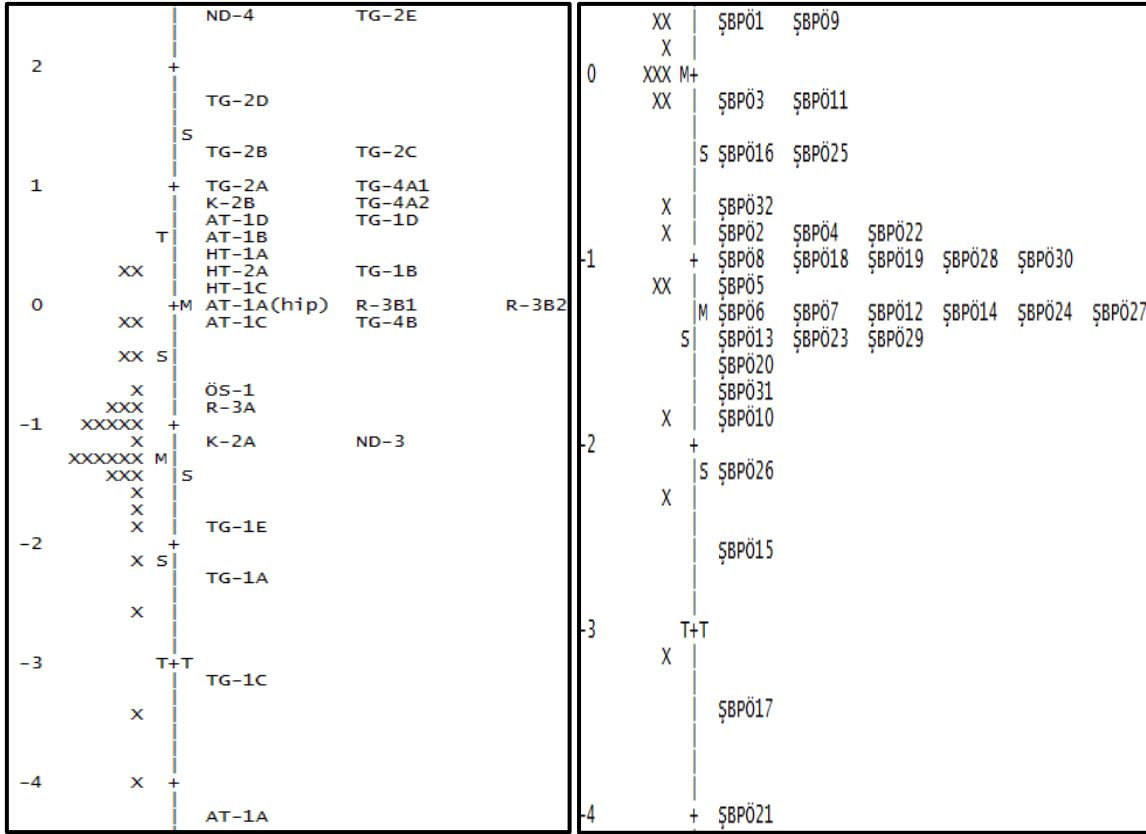 ND-4 TG-2E
2 +
TG-2D
S
TG-2B TG-2C
1 + TG-2A TG-4A1
K-2B TG-4A2
AT-1D TG-1D
T AT-1B
HT-1A
XX HT-2A TG-1B
HT-1C
0 +M AT-1A(hip) R-3B1 R-3B2
XX AT-1C TG-4B
XX S
X ÖS-1
XXX R-3A
-1 XXXXX +
X K-2A ND-3
XXXXXX M
XXX S
X
X
X TG-1E
-2 +
X S
TG-1A
X
-3 T+T
TG-1C
X
-4 X +
AT-1A
XX ŞBPÖ1 ŞBPÖ9
X
0 XXX M+
XX ŞBPÖ3 ŞBPÖ11
S ŞBPÖ16 ŞBPÖ25
X ŞBPÖ32
X ŞBPÖ2 ŞBPÖ4 ŞBPÖ22
-1 + ŞBPÖ8 ŞBPÖ18 ŞBPÖ19 ŞBPÖ28 ŞBPÖ30
XX ŞBPÖ5
M ŞBPÖ6 ŞBPÖ7 ŞBPÖ12 ŞBPÖ14 ŞBPÖ24 ŞBPÖ27
S ŞBPÖ13 ŞBPÖ23 ŞBPÖ29
ŞBPÖ20
ŞBPÖ31
X ŞBPÖ10
-2 +
S ŞBPÖ26
X
ŞBPÖ15
-3 T+T
X
ŞBPÖ17
-4 + ŞBPÖ21